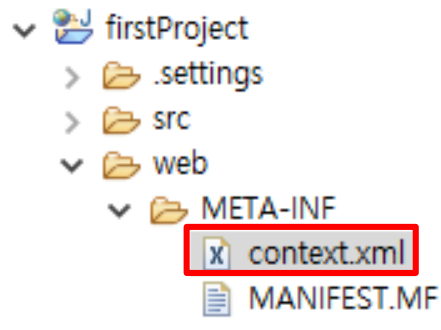 firstProject
.settings
src
web
META-INF
context.xml
MANIFEST.MF